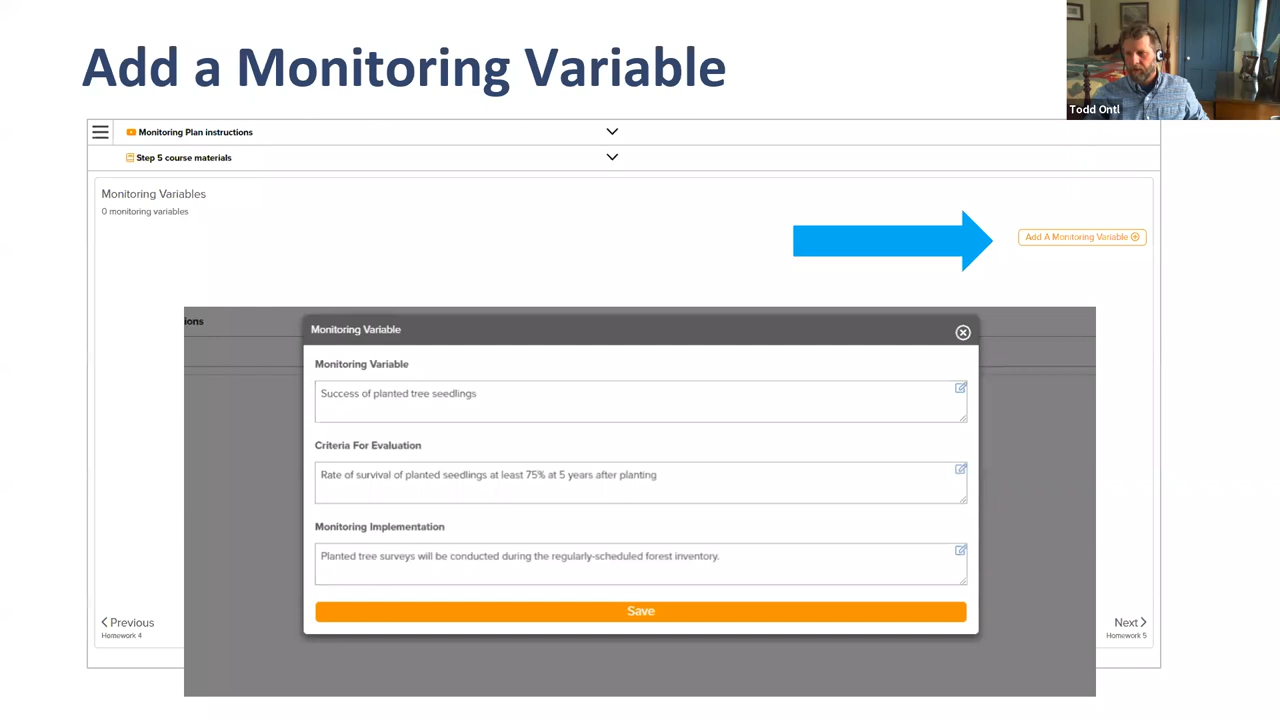 Add a Monitoring Variable
Todd Ontl
Monitoring Plan instructions
Step 5 course materials
Monitoring Variables
0 monitoring variables
Add A Monitoring Variable
ions
Monitoring Variable
Monitoring Variable
Success of planted tree seedlings
Criteria For Evaluation
Rate of survival of planted seedlings at least 75% at 5 years after planting
Monitoring Implementation
Planted tree surveys will be conducted during the regularly-scheduled forest inventory.
Save
Previous
Homework 4
Next
Homework 5